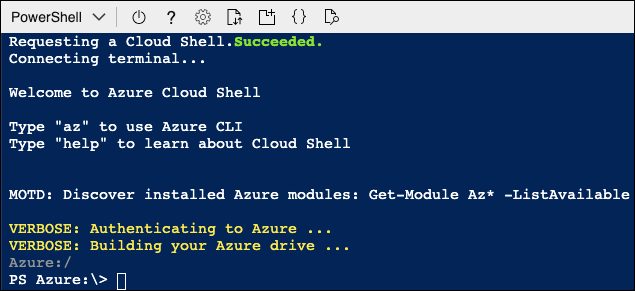 PowerShell
?
{}
Requesting a Cloud Shell.Succeeded.
Connecting terminal...
Welcome to Azure Cloud Shell
Type "az" to use Azure CLI
Type "help" to learn about Cloud Shell
MOTD: Discover installed Azure modules: Get-Module Az* -ListAvailable
VERBOSE: Authenticating to Azure ...
VERBOSE: Building your Azure drive ...
Azure:/
PS Azure:\>